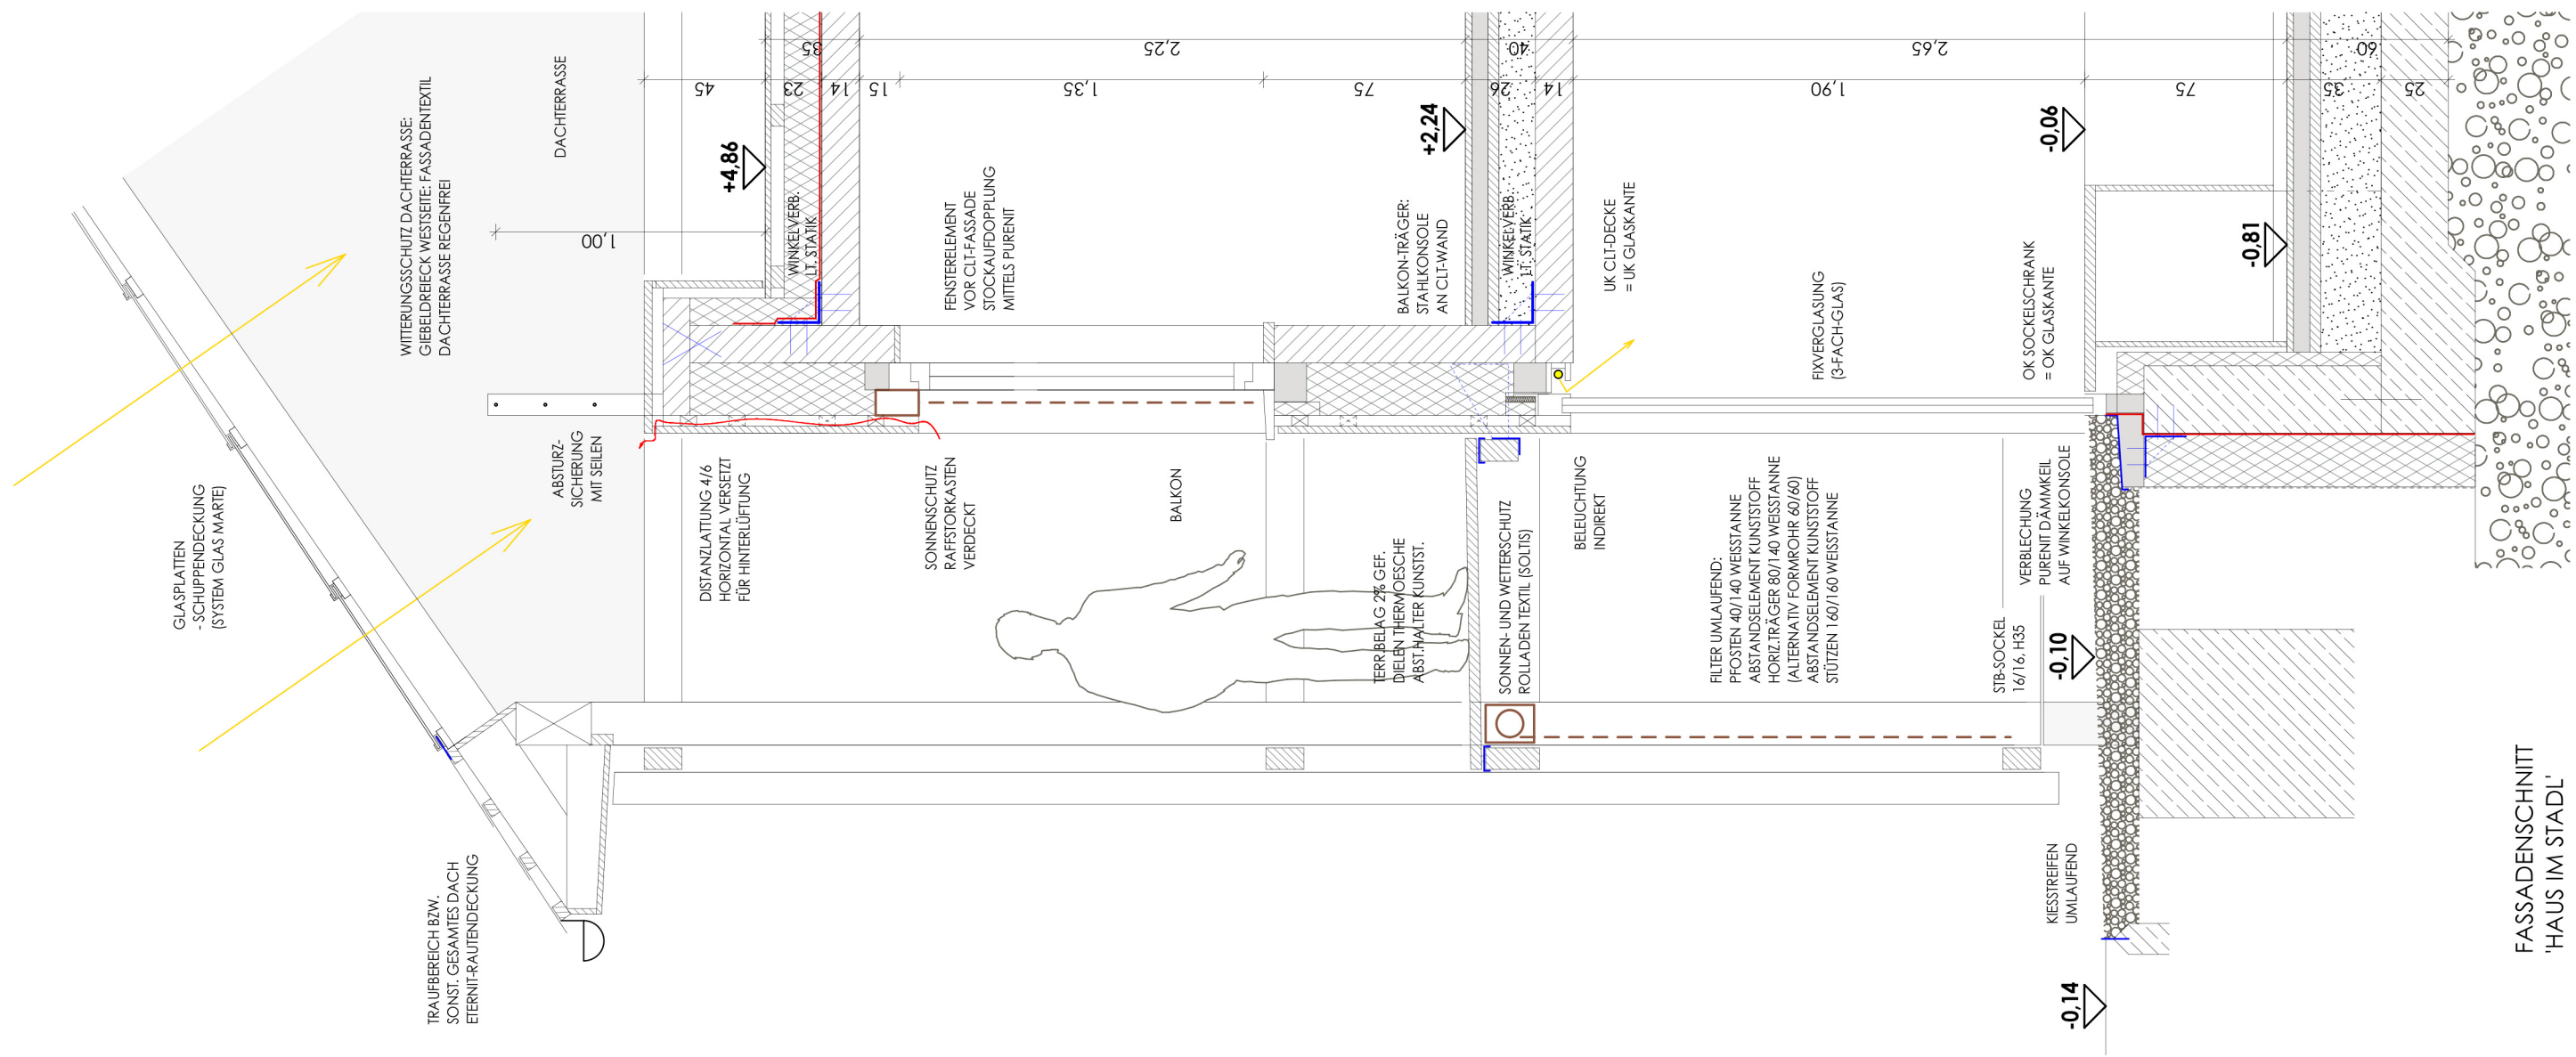 GLASPLATTEN
- SCHUPPENDECKUNG
(SYSTEM GLAS MARTE)
WITTERUNGSSCHUTZ DACHTERRASSE:
GIEBELDREIECK WESTSEITE: FASSADENTEXTIL
DACHTERRASSE REGENFREI
DACHTERRASSE
TRAUFBEREICH BZW.
SONST. GESAMTES DACH
ETERNIT-RAUTENDECKUNG
ABSTURZ-
SICHERUNG
MIT SEILEN
1,00
45
+4,86
35
23
14
15
WINKELVERB.
LT. STATIK
DISTANZLATTUNG 4/6
HORIZONTAL VERSETZT
FÜR HINTERLÜFTUNG
SONNENSCHUTZ
RAFFSTORKASTEN
VERDECKT
FENSTERELEMENT
VOR CLT-FASSADE
STOCKAUFDOPPLUNG
MITTELS PURENIT
2,25
1,35
75
BALKON
TERR.BELAG 2% GEF.
DIELEN THERMOESCHE
ABST.HALTER KUNSTST.
BALKON-TRÄGER:
STAHLKONSOLE
AN CLT-WAND
+2,24
40
26
14
WINKELVERB.
LT. STATIK
SONNEN- UND WETTERSCHUTZ
ROLLADEN TEXTIL (SOLTIS)
BELEUCHTUNG
INDIREKT
UK CLT-DECKE
= UK GLASKANTE
FILTER UMLAUFEND:
PFOSTEN 40/140 WEISSTANNE
ABSTANDSELEMENT KUNSTSTOFF
HORIZ.TRÄGER 80/140 WEISSTANNE
(ALTERNATIV FORMROHR 60/60)
ABSTANDSELEMENT KUNSTSTOFF
STÜTZEN 160/160 WEISSTANNE
FIXVERGLASUNG
(3-FACH-GLAS)
2,65
1,90
75
OK SOCKELSCHRANK
= OK GLASKANTE
-0,06
STB-SOCKEL
16/16, H35
VERBLECHUNG
PURENIT DÄMMKEIL
AUF WINKELKONSOLE
-0,10
-0,81
60
35
25
KIESSTREIFEN
UMLAUFEND
-0,14
FASSADENSCHNITT
'HAUS IM STADL'